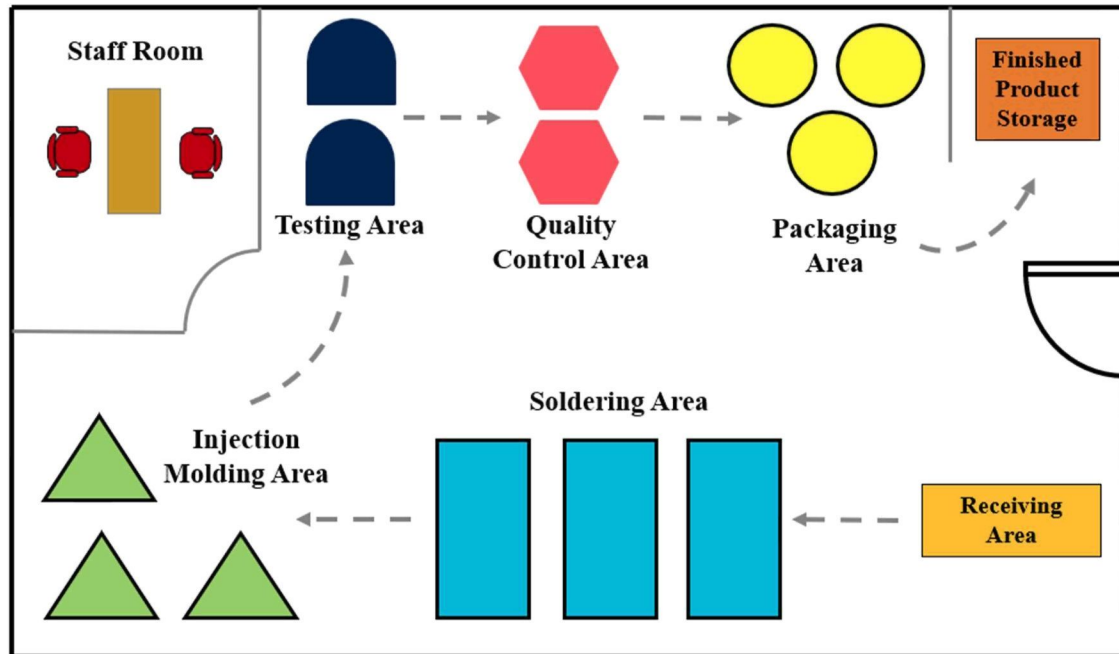 Staff Room
Testing Area
Quality
Control Area
Packaging
Area
Finished
Product
Storage
Injection
Molding Area
Soldering Area
Receiving
Area